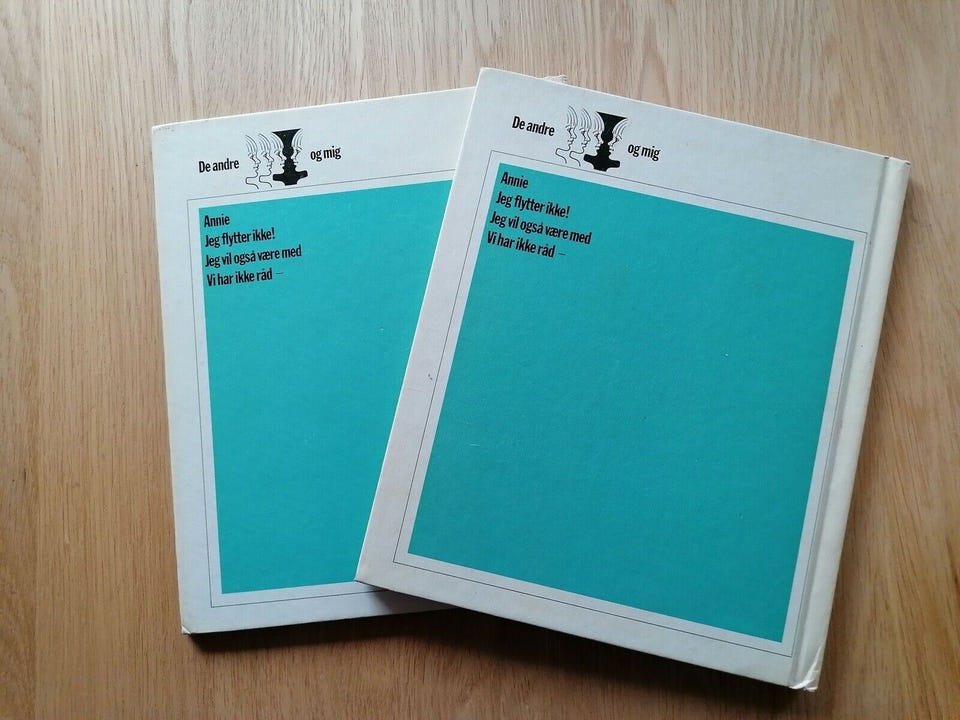 De andre og mig
Annie
Jeg flytter ikke!
Jeg vil også være med
Vi har ikke råd –
De andre og mig
Annie
Jeg flytter ikke!
Jeg vil også være med
Vi har ikke råd –